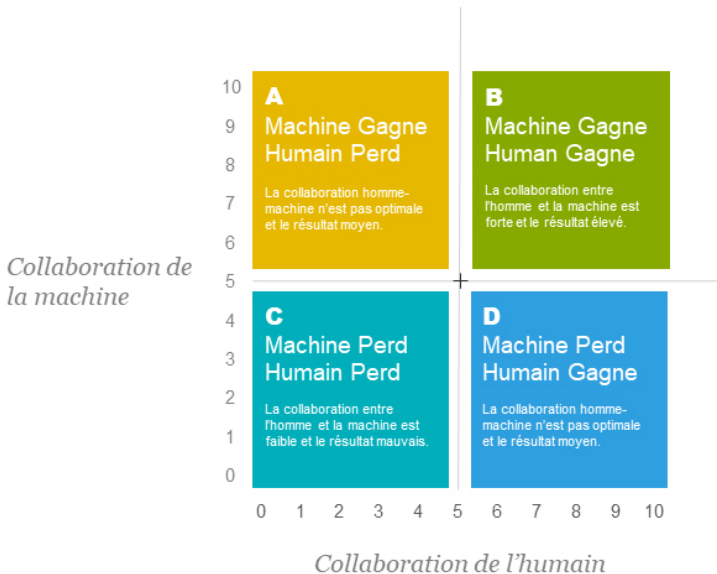 10
9
8
7
6
5
4
3
2
1
0
Collaboration de
la machine
A
Machine Gagne
Humain Perd
La collaboration homme-
machine n'est pas optimale
et le résultat moyen.
B
Machine Gagne
Human Gagne
La collaboration entre
l'homme et la machine est
forte et le résultat élevé.
C
Machine Perd
Humain Perd
La collaboration entre
l'homme et la machine est
faible et le résultat mauvais.
D
Machine Perd
Humain Gagne
La collaboration homme-
machine n'est pas optimale
et le résultat moyen.
0 1 2 3 4 5 6 7 8 9 10
Collaboration de l’humain